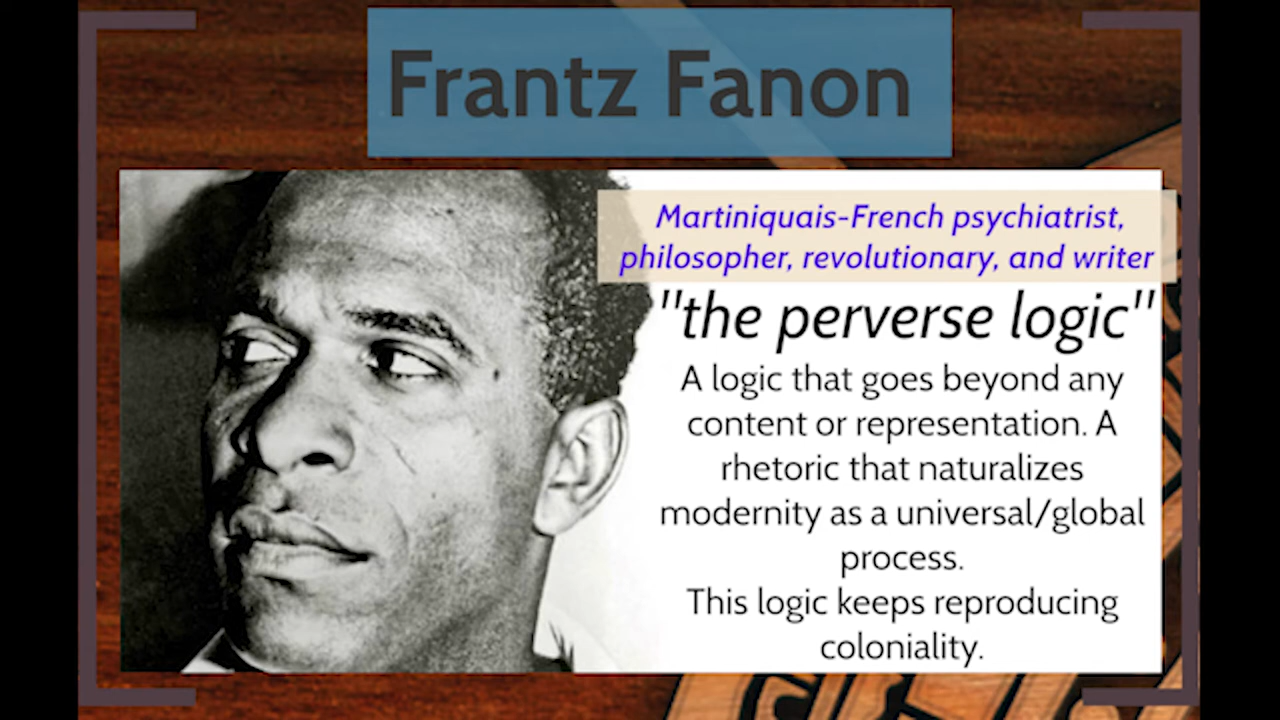 Frantz Fanon
Martiniquais-French psychiatrist,
philosopher, revolutionary, and writer
"the perverse logic"
A logic that goes beyond any
content or representation. A
rhetoric that naturalizes
modernity as a universal/global
process.
This logic keeps reproducing
coloniality.